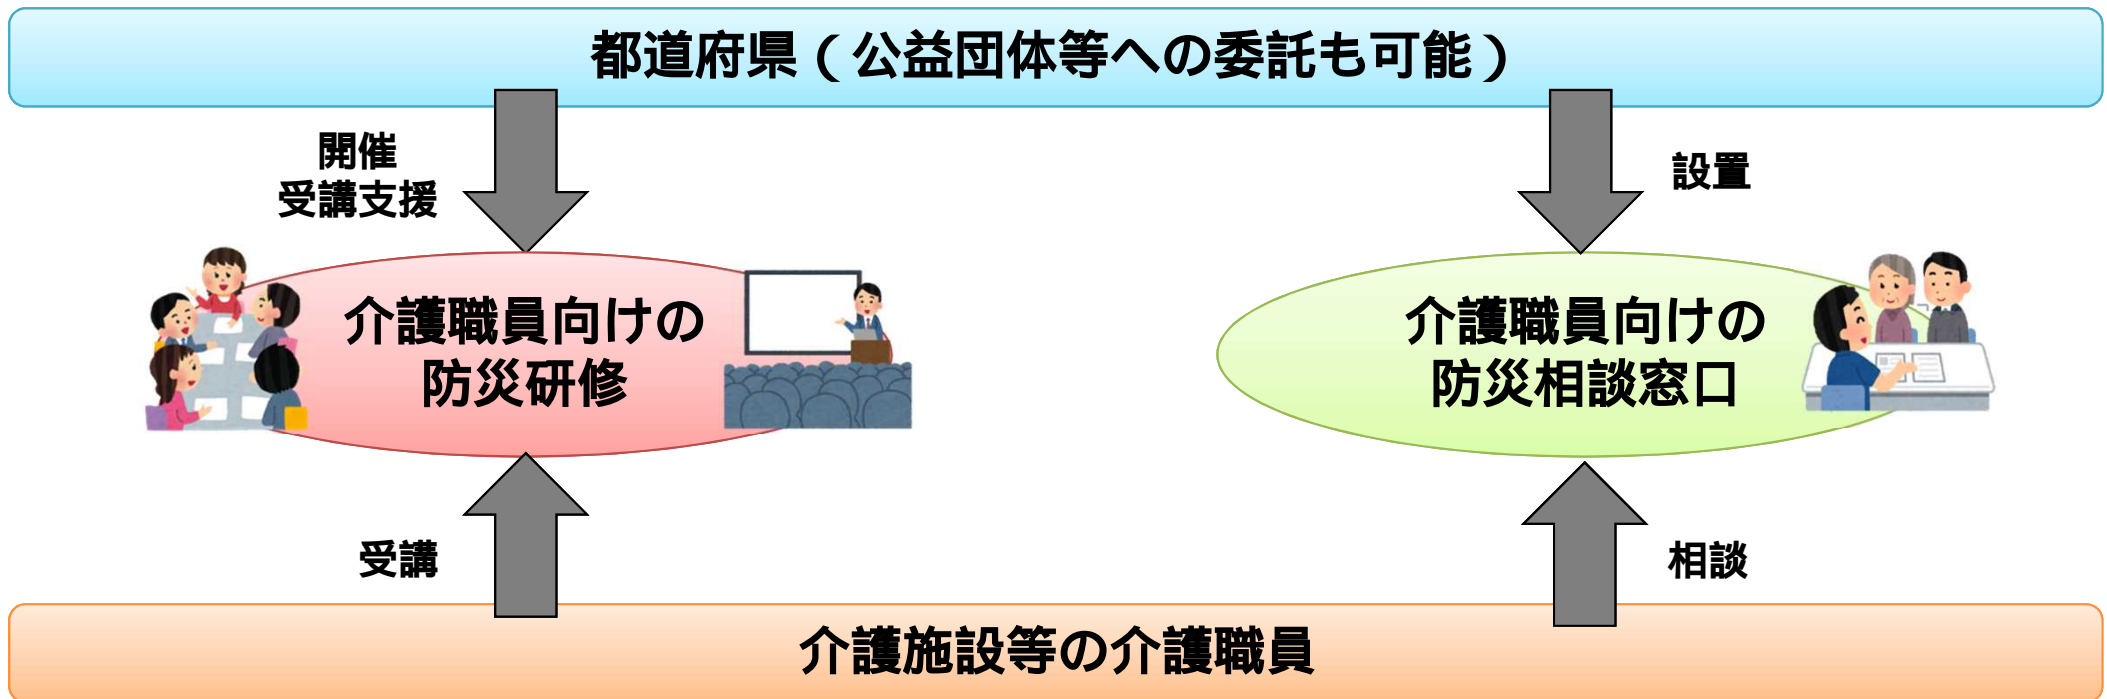 都道府県（公益団体等への委託も可能）
開催
受講支援
設置
介護職員向けの
防災研修
介護職員向けの
防災相談窓口
受講
相談
介護施設等の介護職員